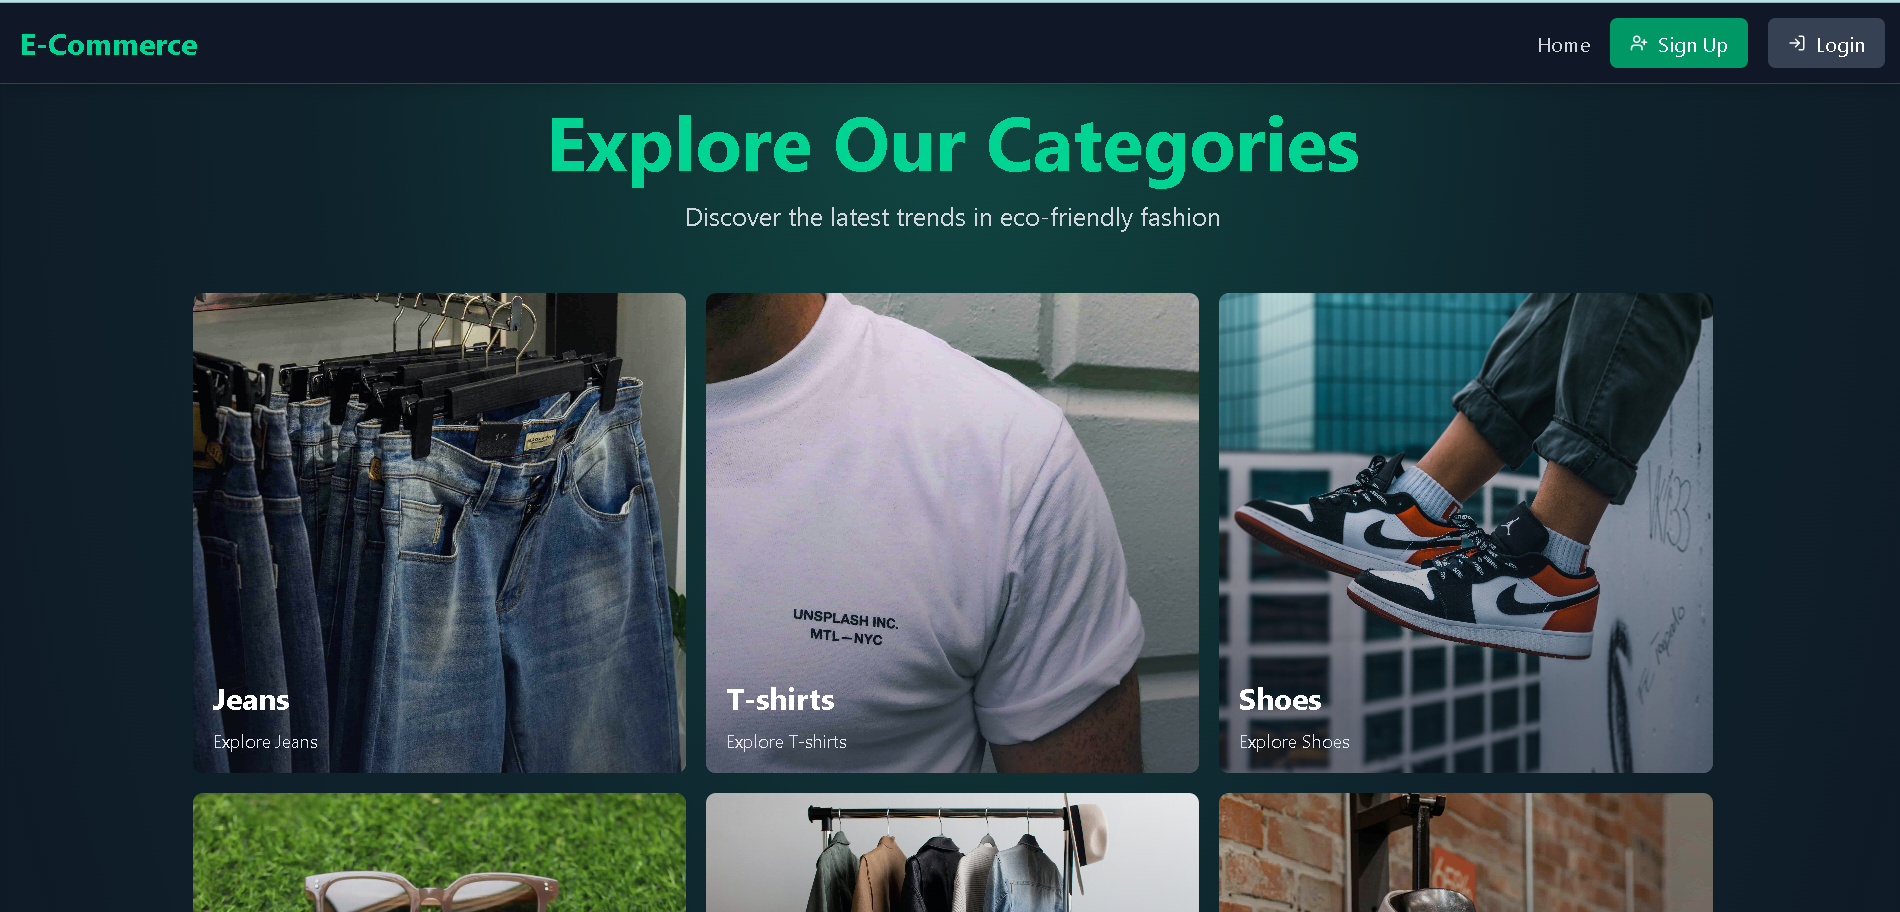 E-Commerce
Home
Sign Up
Login
Explore Our Categories
Discover the latest trends in eco-friendly fashion
UNSPLASH INC.
MTL—NYC
Jeans
Explore Jeans
T-shirts
Explore T-shirts
Shoes
Explore Shoes